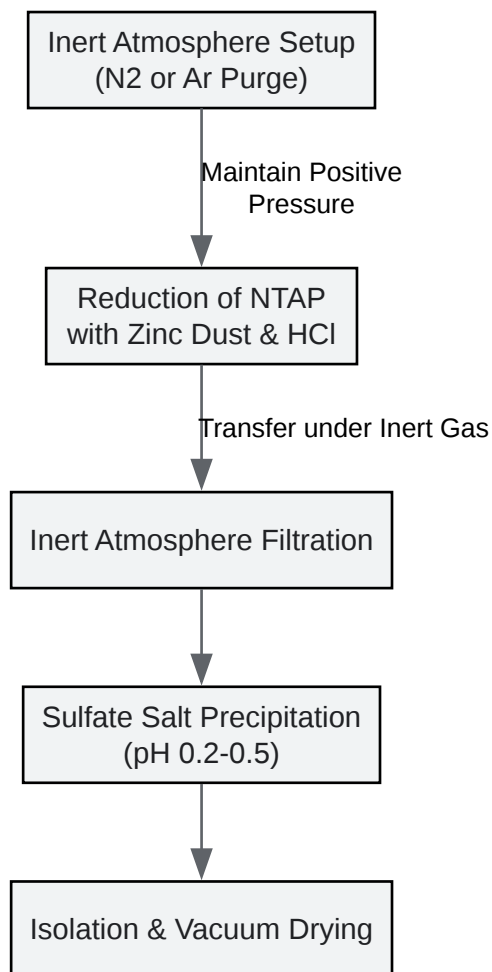 Inert Atmosphere Setup
(N2 or Ar Purge)
Maintain Positive
Pressure
Reduction of NTAP
with Zinc Dust & HCl
Transfer under Inert Gas
Inert Atmosphere Filtration
Sulfate Salt Precipitation
(pH 0.2-0.5)
Isolation & Vacuum Drying